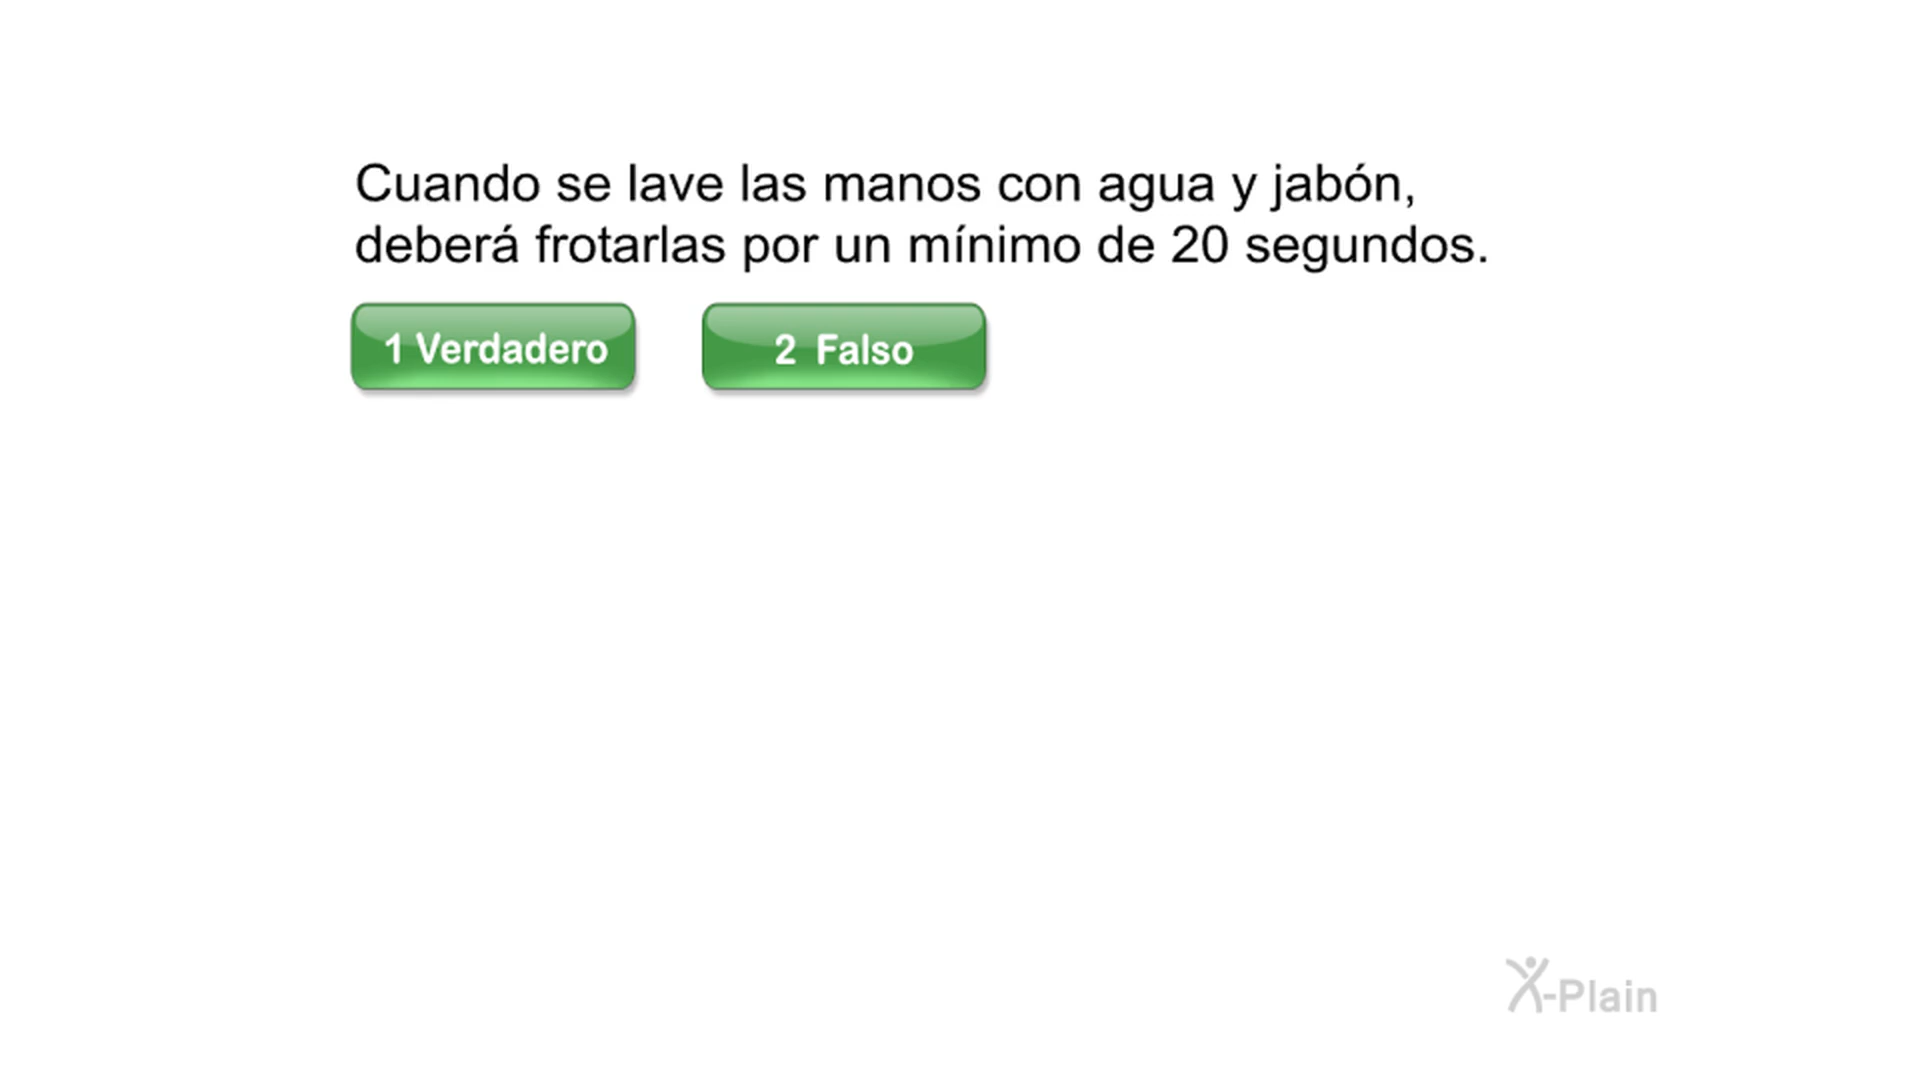 Cuando se lave las manos con agua y jabón,
deberá frotarlas por un mínimo de 20 segundos.
1 Verdadero
2 Falso
X-Plain